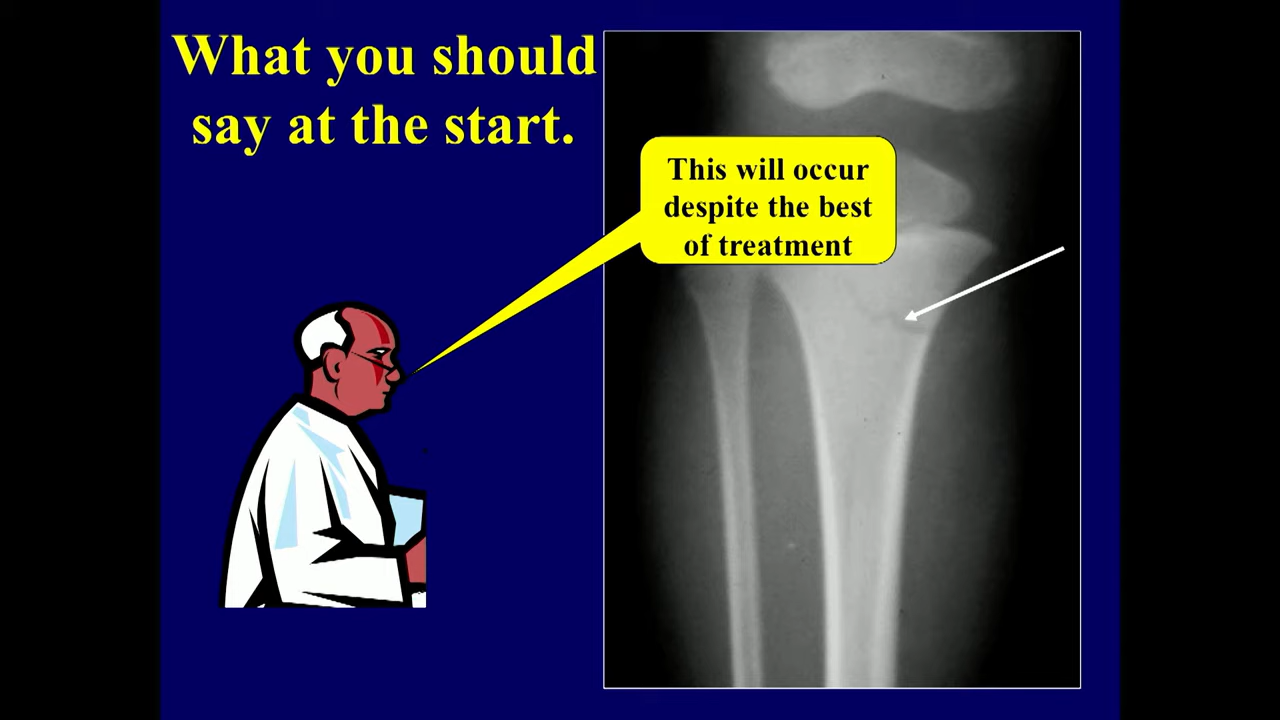 What you should
say at the start.
This will occur
despite the best
of treatment